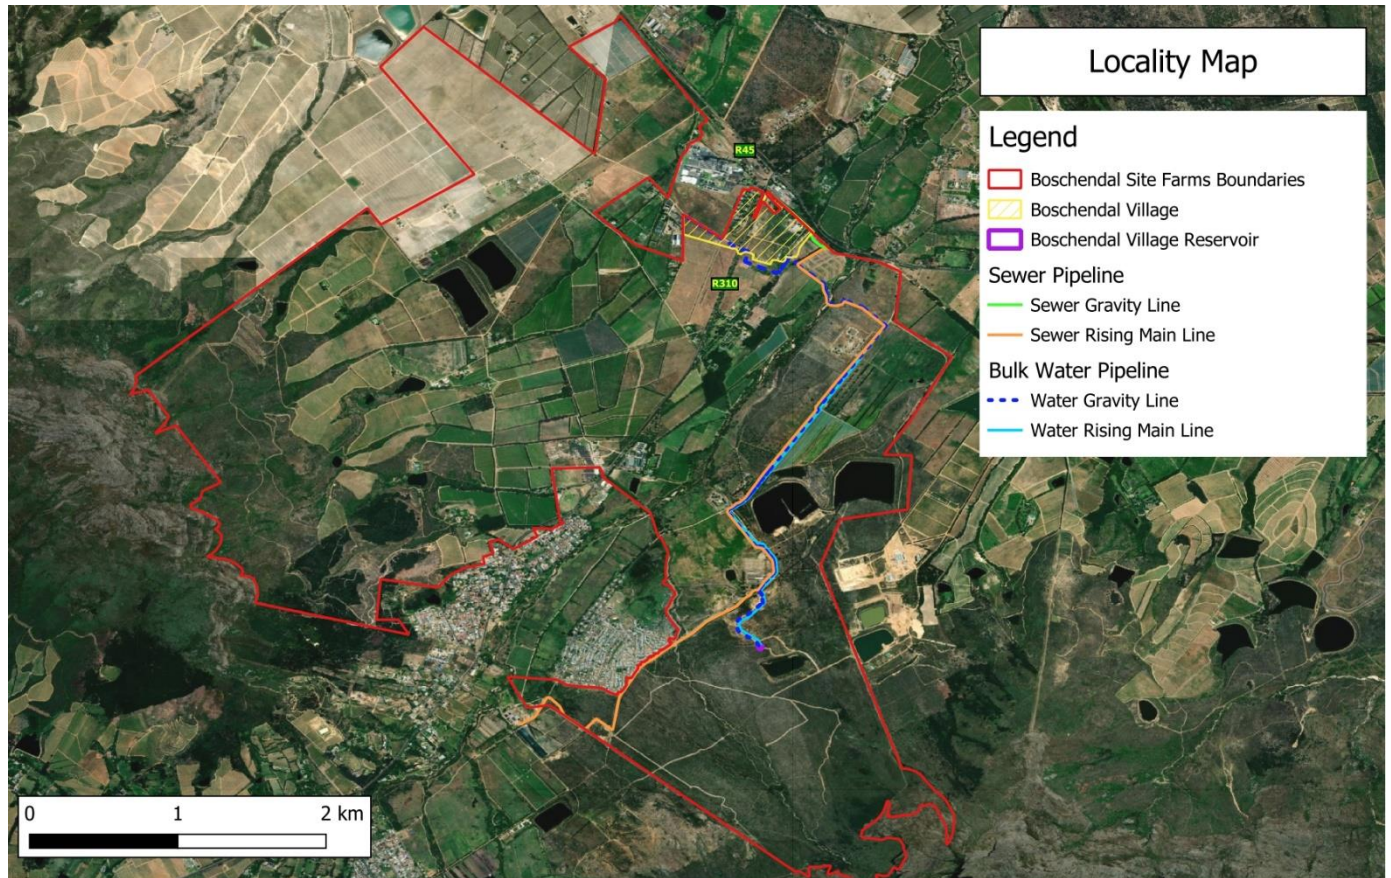 Locality Map
Legend
Boschendal Site Farms Boundaries
Boschendal Village
Boschendal Village Reservoir
Sewer Pipeline
Sewer Gravity Line
Sewer Rising Main Line
Bulk Water Pipeline
Water Gravity Line
Water Rising Main Line
R45
R310
0 1 2 km